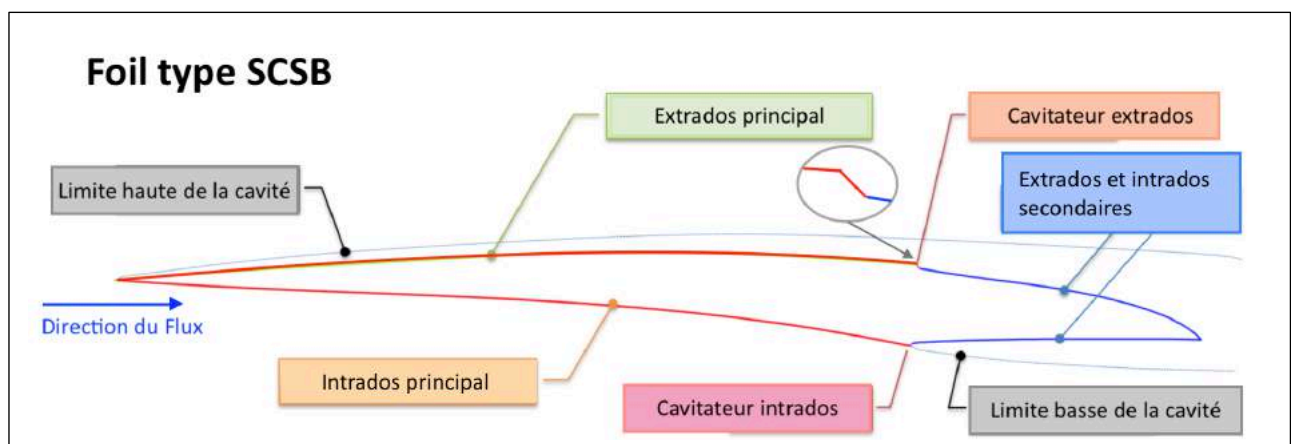 Foil type SCSB
Extrados principal
Cavitateur extrados
Limite haute de la cavité
Extrados et intrados
secondaires
Direction du Flux
Intrados principal
Cavitateur intrados
Limite basse de la cavité